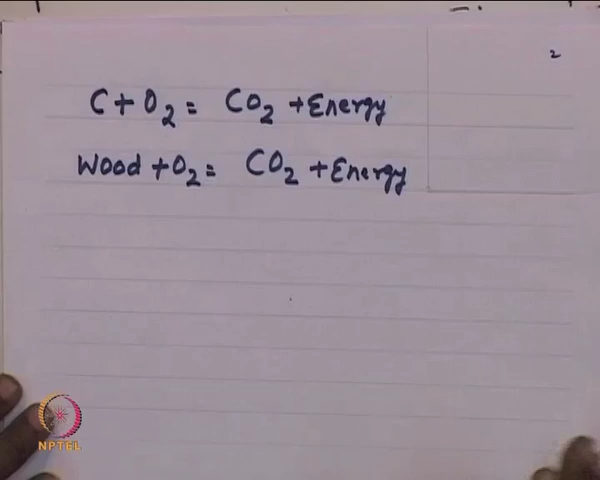 2
C + O₂ = CO₂ + Energy
Wood + O₂ = CO₂ + Energy
NPTEL